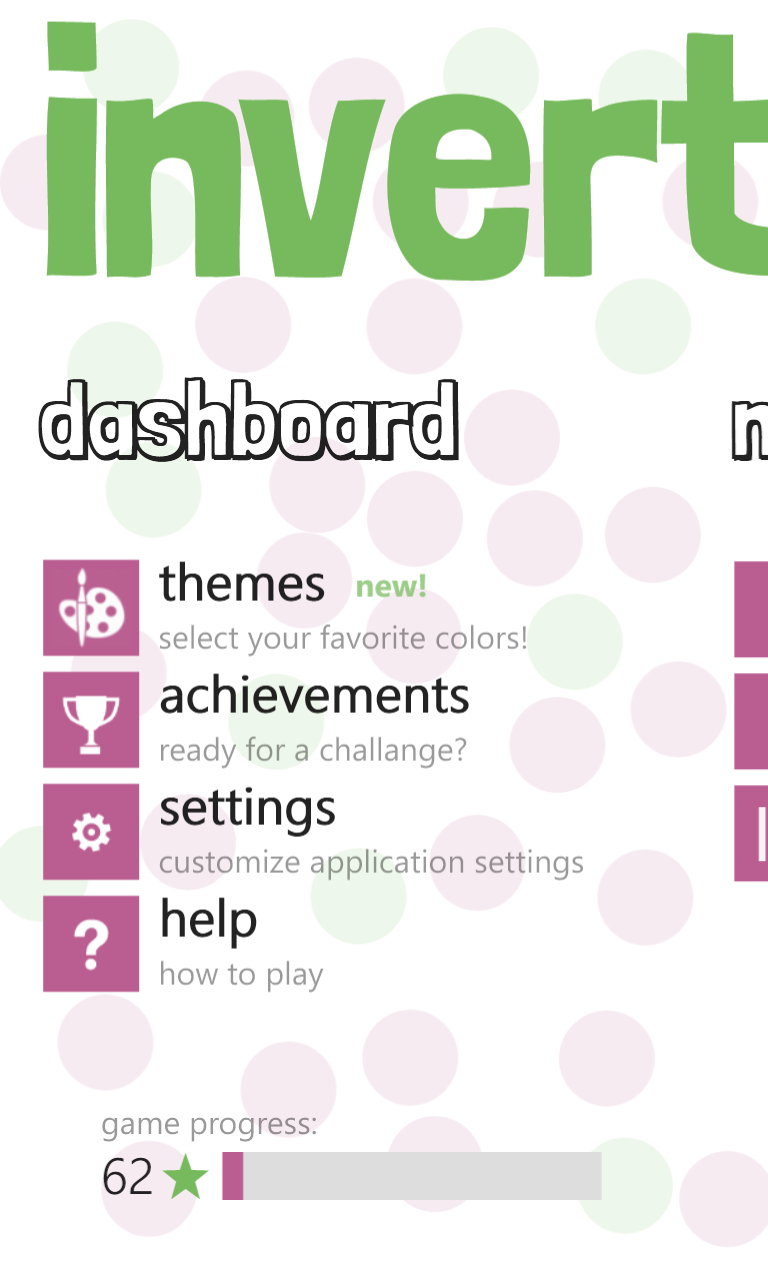 invert
dashboard
themes new!
select your favorite colors!
achievements
ready for a challange?
settings
customize application settings
help
how to play
game progress:
62